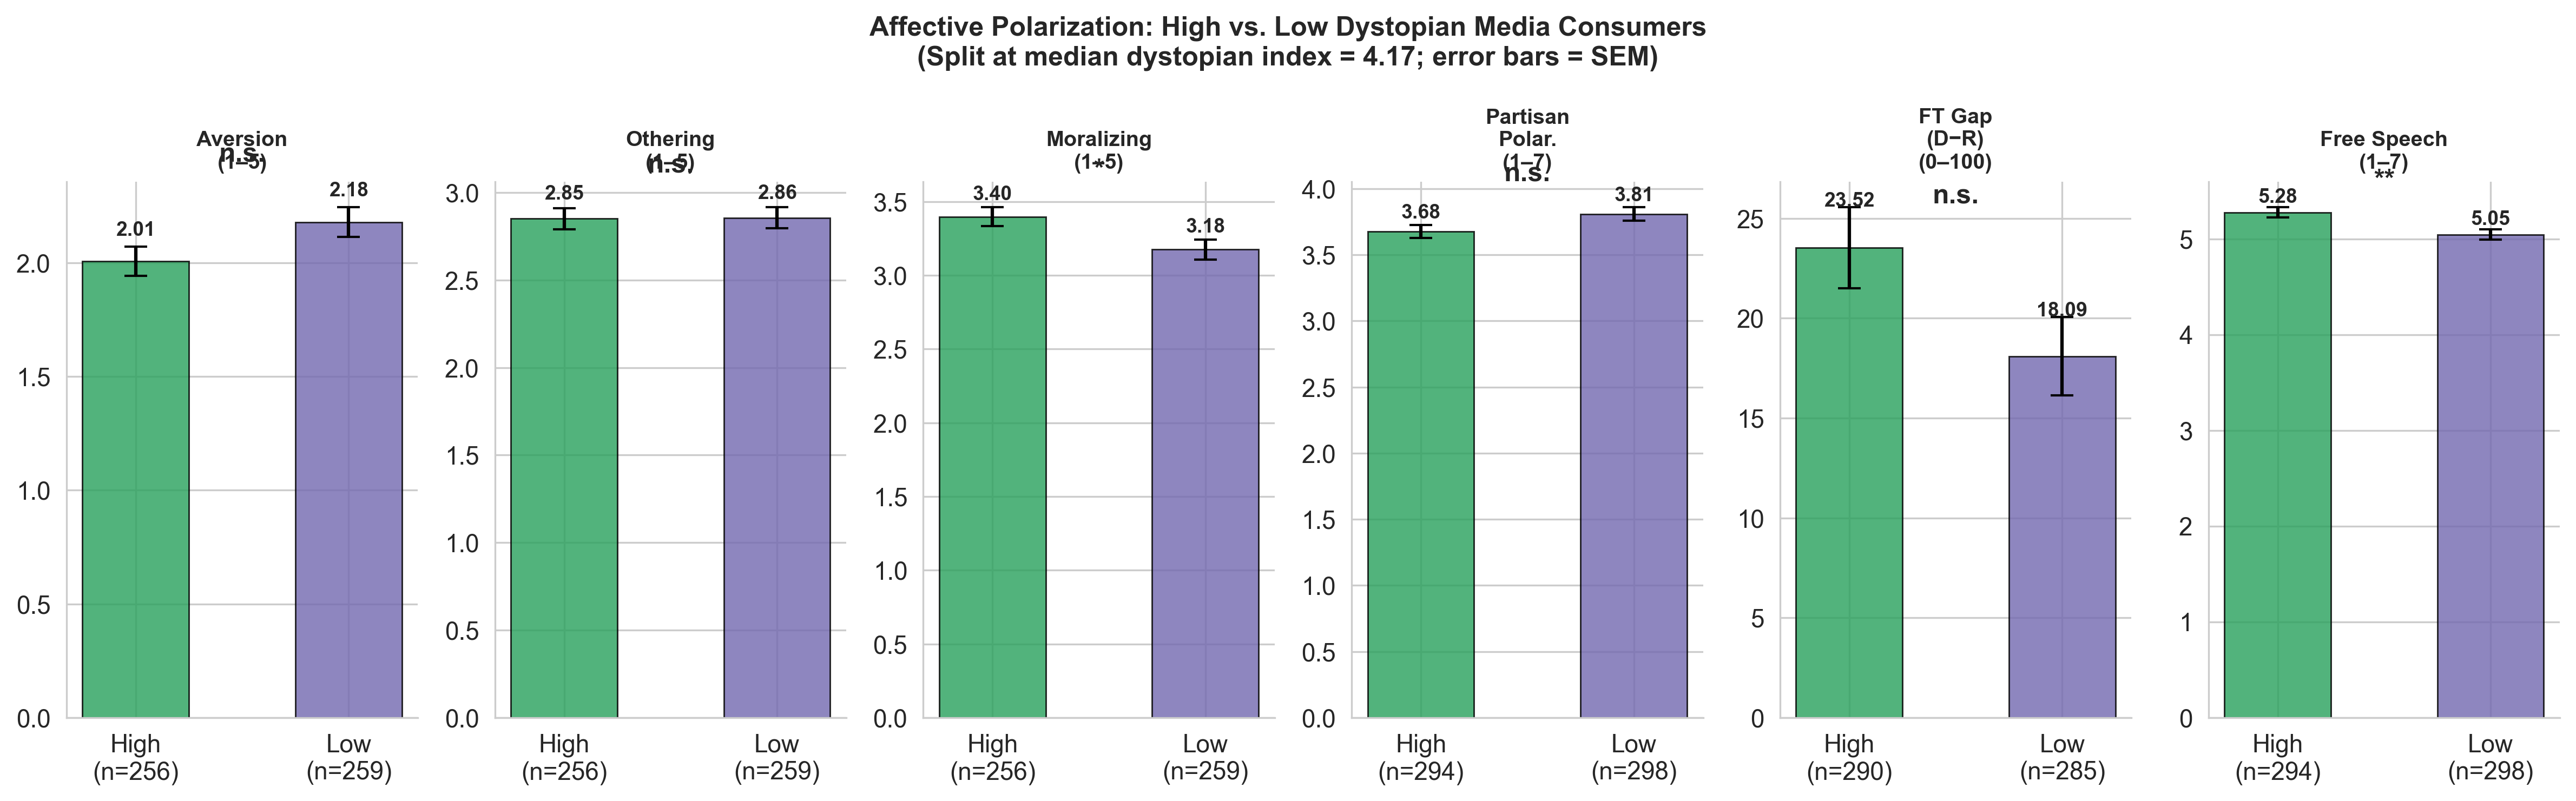 Affective Polarization: High vs. Low Dystopian Media Consumers
(Split at median dystopian index = 4.17; error bars = SEM)
Aversion
(1–5)
n.s.
2.01
2.18
2.0
1.5
1.0
0.5
0.0
High
(n=256)
Low
(n=259)
Othering
(1–5)
n.s.
2.85
2.86
3.0
2.5
2.0
1.5
1.0
0.5
0.0
High
(n=256)
Low
(n=259)
Moralizing
(1–5)
*
3.40
3.18
3.5
3.0
2.5
2.0
1.5
1.0
0.5
0.0
High
(n=256)
Low
(n=259)
Partisan
Polar.
(1–7)
n.s.
3.68
3.81
4.0
3.5
3.0
2.5
2.0
1.5
1.0
0.5
0.0
High
(n=294)
Low
(n=298)
FT Gap
(D−R)
(0–100)
n.s.
23.52
18.09
25
20
15
10
5
0
High
(n=290)
Low
(n=285)
Free Speech
(1–7)
**
5.28
5.05
5
4
3
2
1
0
High
(n=294)
Low
(n=298)